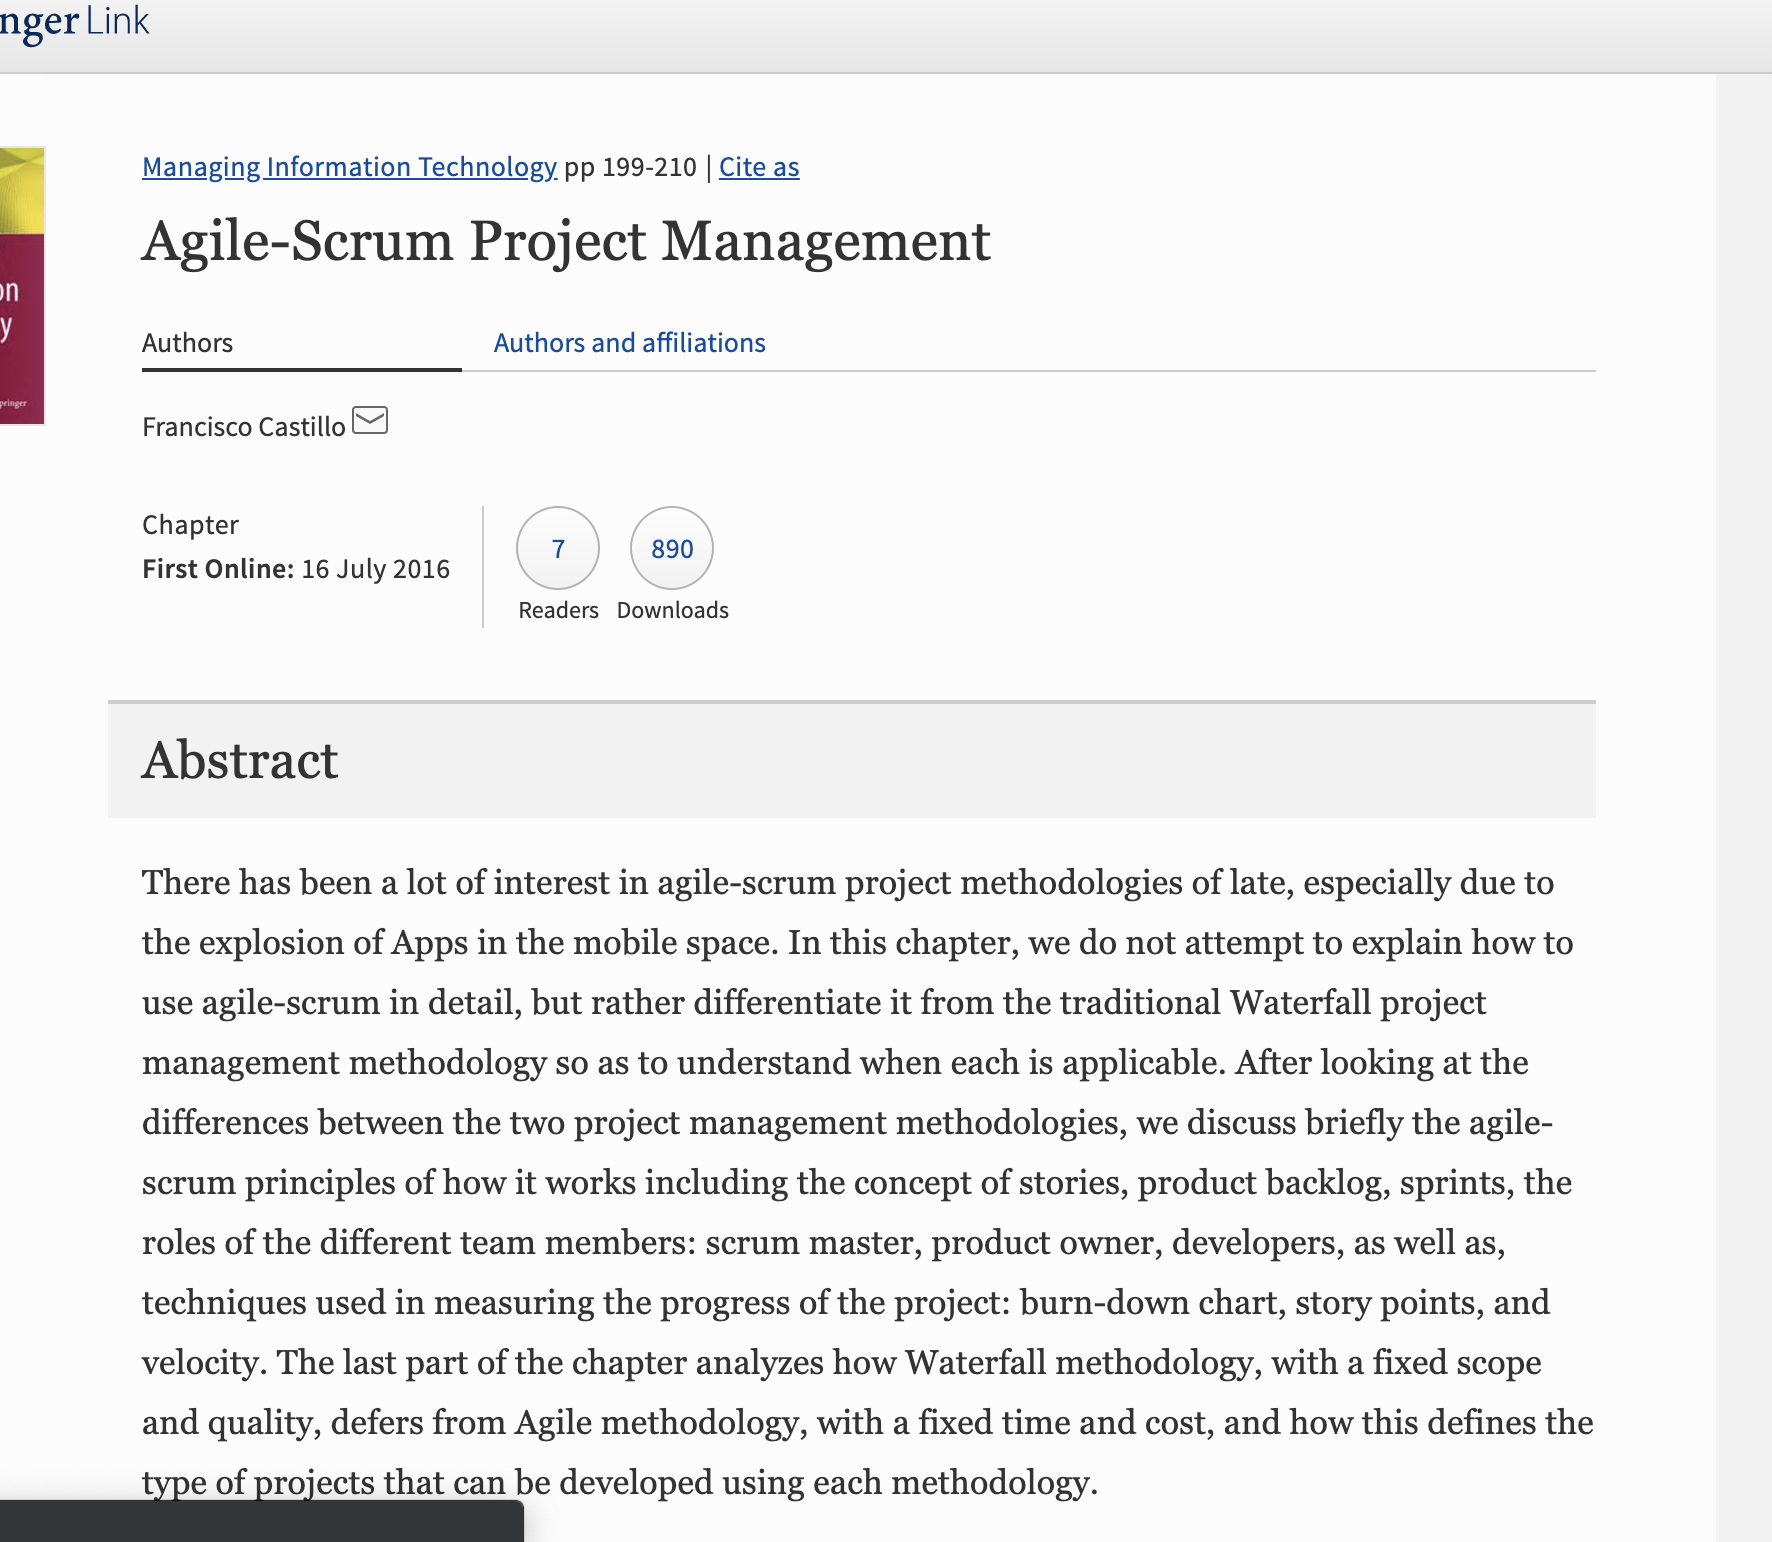 nger Link
Managing Information Technology pp 199-210 | Cite as
Agile-Scrum Project Management
on
y
pringer
Authors
Authors and affiliations
Francisco Castillo
Chapter
First Online: 16 July 2016
7
890
Readers
Downloads
Abstract
There has been a lot of interest in agile-scrum project methodologies of late, especially due to
the explosion of Apps in the mobile space. In this chapter, we do not attempt to explain how to
use agile-scrum in detail, but rather differentiate it from the traditional Waterfall project
management methodology so as to understand when each is applicable. After looking at the
differences between the two project management methodologies, we discuss briefly the agile-
scrum principles of how it works including the concept of stories, product backlog, sprints, the
roles of the different team members: scrum master, product owner, developers, as well as,
techniques used in measuring the progress of the project: burn-down chart, story points, and
velocity. The last part of the chapter analyzes how Waterfall methodology, with a fixed scope
and quality, defers from Agile methodology, with a fixed time and cost, and how this defines the
type of projects that can be developed using each methodology.